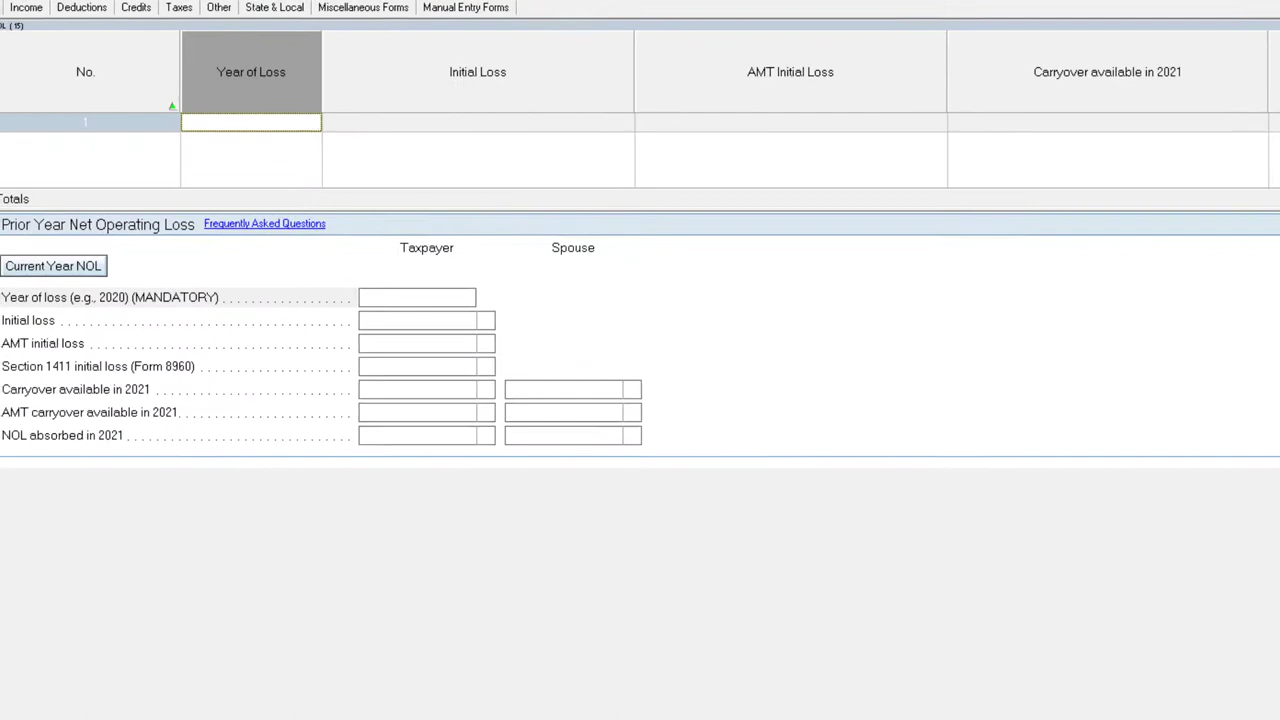 Income Deductions Credits Taxes Other State & Local Miscellaneous Forms Manual Entry Forms
OL (15)
No. Year of Loss Initial Loss AMT Initial Loss Carryover available in 2021
1
Totals
Prior Year Net Operating Loss Frequently Asked Questions
Taxpayer Spouse
Current Year NOL
Year of loss (e.g., 2020) (MANDATORY)
Initial loss
AMT initial loss
Section 1411 initial loss (Form 8960)
Carryover available in 2021
AMT carryover available in 2021
NOL absorbed in 2021